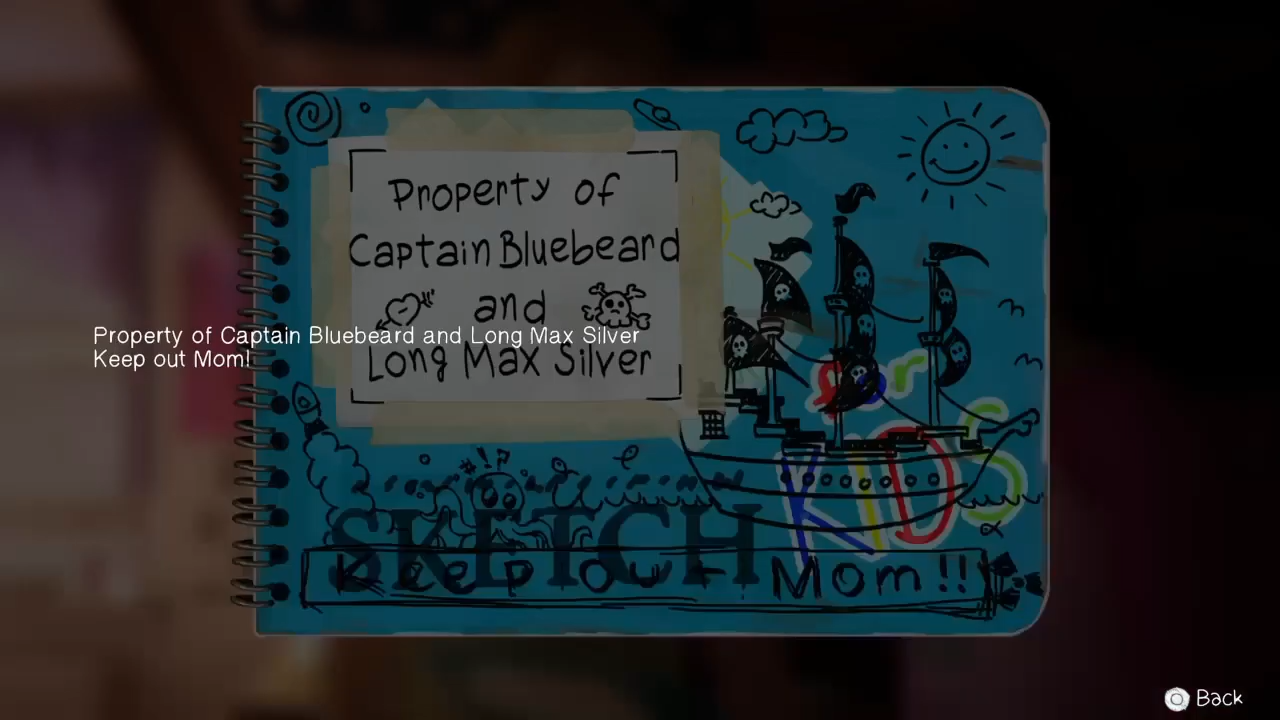 Property of
Captain Bluebeard
and
Long Max Silver
Property of Captain Bluebeard and Long Max Silver
Keep out Mom!
SKETCH KIDS
Keep out Mom!!
Back